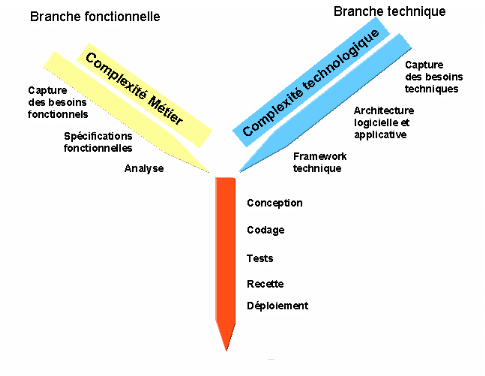 Branche fonctionnelle
Branche technique
Complexité Métier
Complexité technologique
Capture
des besoins
fonctionnels
Spécifications
fonctionnelles
Analyse
Capture
des besoins
techniques
Architecture
logicielle et
applicative
Framework
technique
Conception
Codage
Tests
Recette
Déploiement